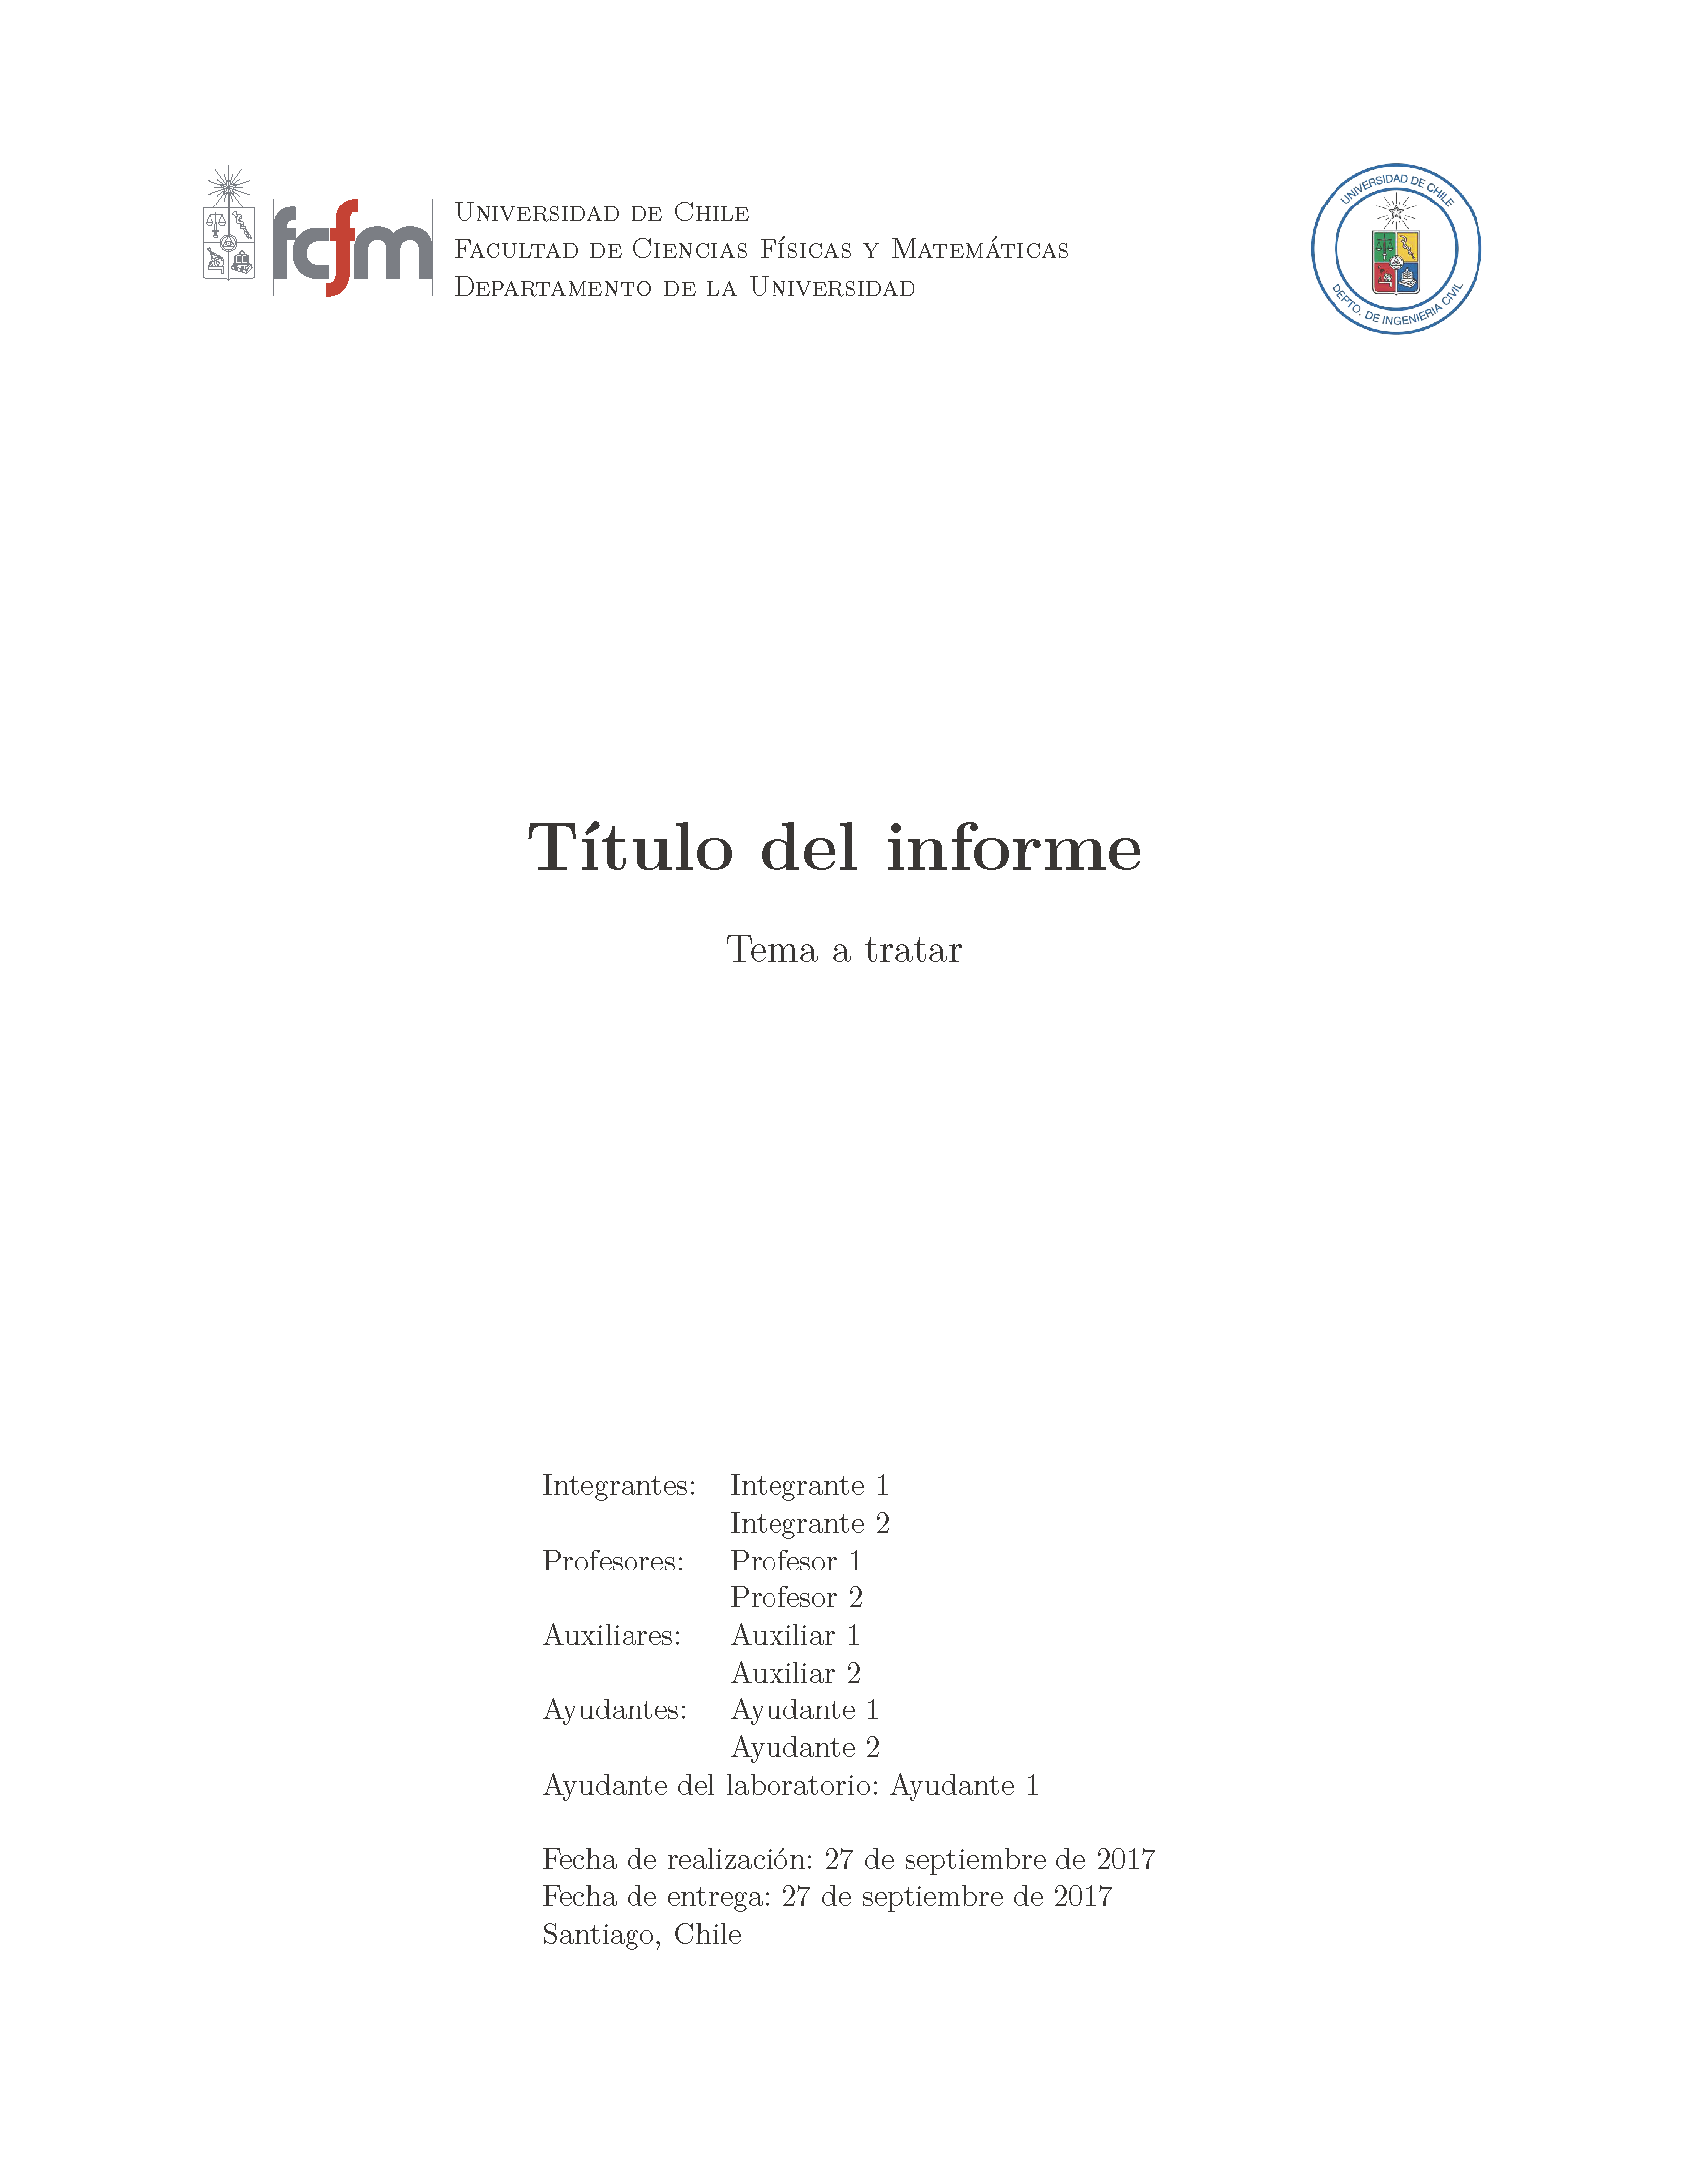 fcfm
Universidad de Chile
Facultad de Ciencias Físicas y Matemáticas
Departamento de la Universidad
UNIVERSIDAD DE CHILE
DEPTO. DE INGENIERIA CIVIL
Título del informe
Tema a tratar
Integrantes: Integrante 1
Integrante 2
Profesores: Profesor 1
Profesor 2
Auxiliares: Auxiliar 1
Auxiliar 2
Ayudantes: Ayudante 1
Ayudante 2
Ayudante del laboratorio: Ayudante 1
Fecha de realización: 27 de septiembre de 2017
Fecha de entrega: 27 de septiembre de 2017
Santiago, Chile